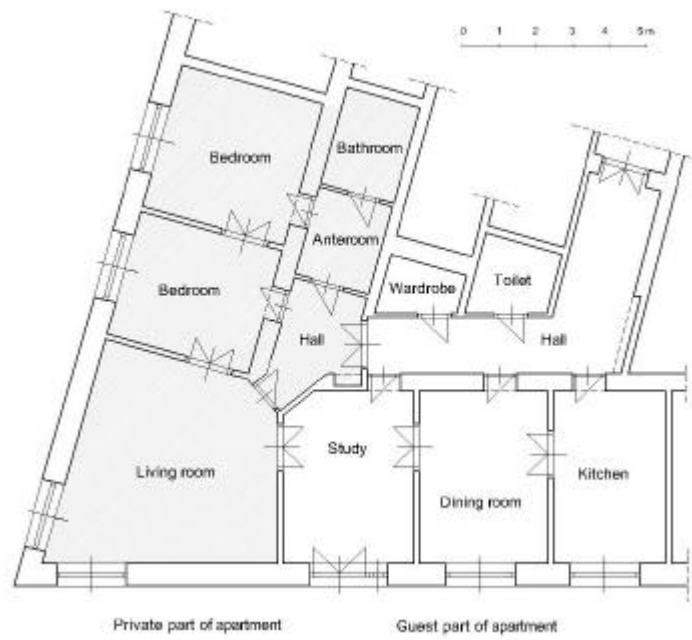 0 1 2 3 4 5m
Bedroom
Bathroom
Anteroom
Bedroom
Wardrobe
Toilet
Hall
Hall
Living room
Study
Dining room
Kitchen
Private part of apartment
Guest part of apartment